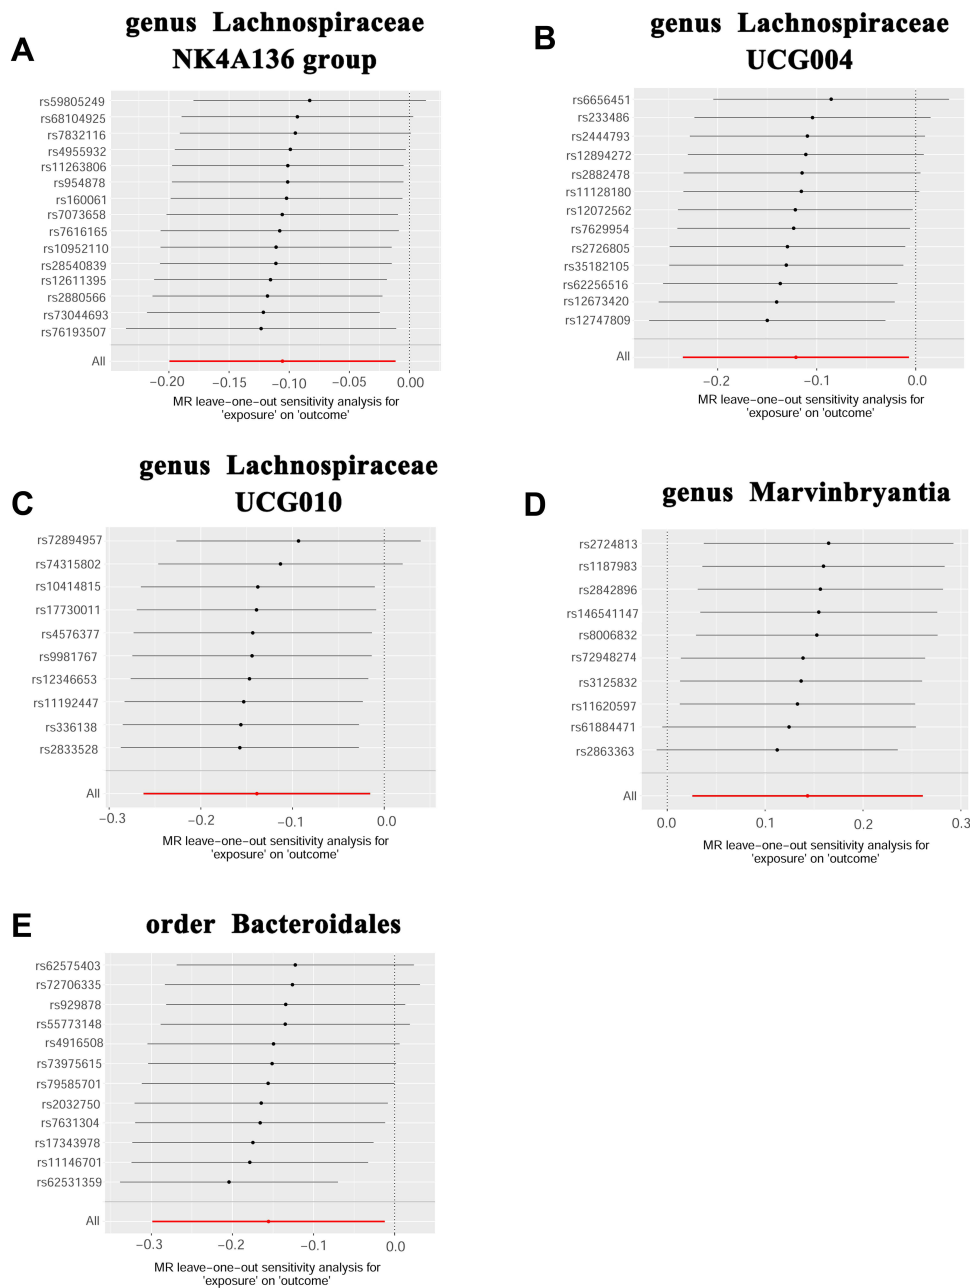 A
genus Lachnospiraceae
NK4A136 group
rs59805249
rs68104925
rs7832116
rs4955932
rs11263806
rs954878
rs160061
rs7073658
rs7616165
rs10952110
rs28540839
rs12611395
rs2880566
rs73044693
rs76193507
All
−0.20 −0.15 −0.10 −0.05 0.00
MR leave−one−out sensitivity analysis for
'exposure' on 'outcome'
B
genus Lachnospiraceae
UCG004
rs6656451
rs233486
rs2444793
rs12894272
rs2882478
rs11128180
rs12072562
rs7629954
rs2726805
rs35182105
rs62256516
rs12673420
rs12747809
All
−0.2 −0.1 0.0
MR leave−one−out sensitivity analysis for
'exposure' on 'outcome'
C
genus Lachnospiraceae
UCG010
rs72894957
rs74315802
rs10414815
rs17730011
rs4576377
rs9981767
rs12346653
rs11192447
rs336138
rs2833528
All
−0.3 −0.2 −0.1 0.0
MR leave−one−out sensitivity analysis for
'exposure' on 'outcome'
D
genus Marvinbryantia
rs2724813
rs1187983
rs2842896
rs146541147
rs8006832
rs72948274
rs3125832
rs11620597
rs61884471
rs2863363
All
0.0 0.1 0.2 0.3
MR leave−one−out sensitivity analysis for
'exposure' on 'outcome'
E
order Bacteroidales
rs62575403
rs72706335
rs929878
rs55773148
rs4916508
rs73975615
rs79585701
rs2032750
rs7631304
rs17343978
rs11146701
rs62531359
All
−0.3 −0.2 −0.1 0.0
MR leave−one−out sensitivity analysis for
'exposure' on 'outcome'